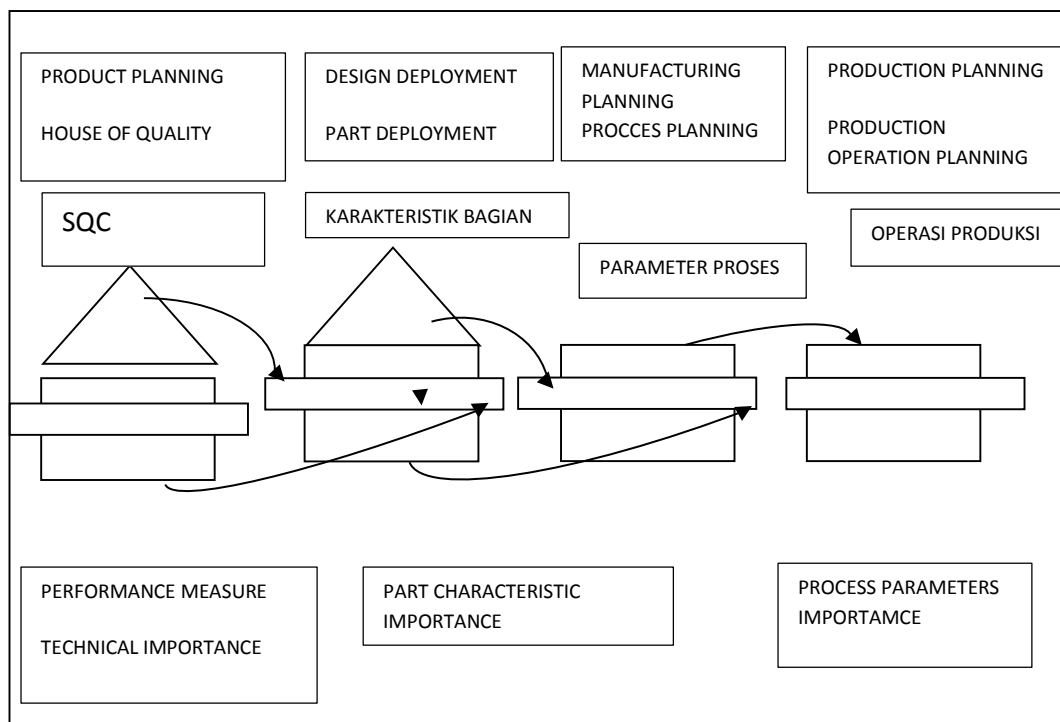 PRODUCT PLANNING
HOUSE OF QUALITY
DESIGN DEPLOYMENT
PART DEPLOYMENT
MANUFACTURING
PLANNING
PROCCES PLANNING
PRODUCTION PLANNING
PRODUCTION
OPERATION PLANNING
SQC
KARAKTERISTIK BAGIAN
PARAMETER PROSES
OPERASI PRODUKSI
PERFORMANCE MEASURE
TECHNICAL IMPORTANCE
PART CHARACTERISTIC
IMPORTANCE
PROCESS PARAMETERS
IMPORTAMCE